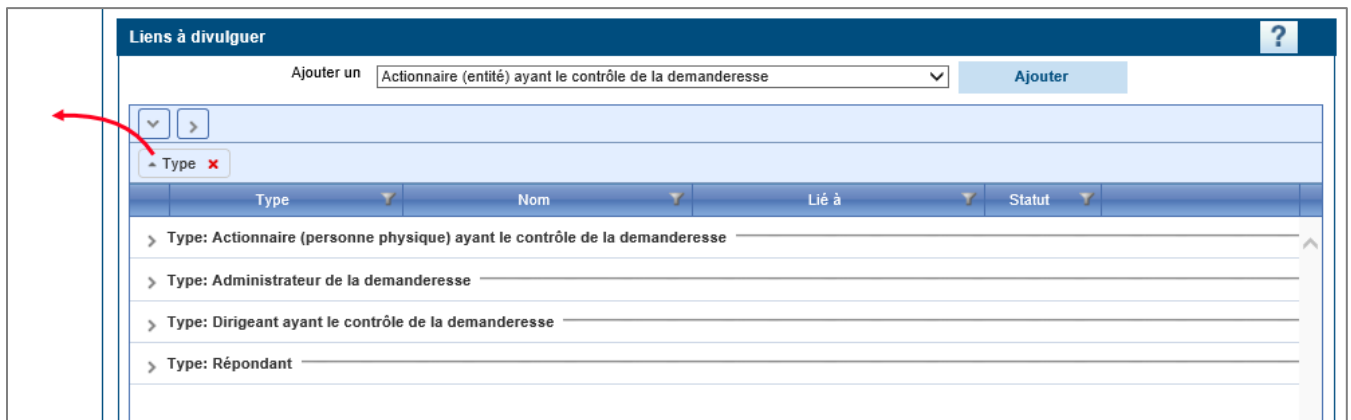 Liens à divulguer ?
Ajouter un Actionnaire (entité) ayant le contrôle de la demanderesse Ajouter
Type
Type Nom Lié à Statut
Type: Actionnaire (personne physique) ayant le contrôle de la demanderesse
Type: Administrateur de la demanderesse
Type: Dirigeant ayant le contrôle de la demanderesse
Type: Répondant